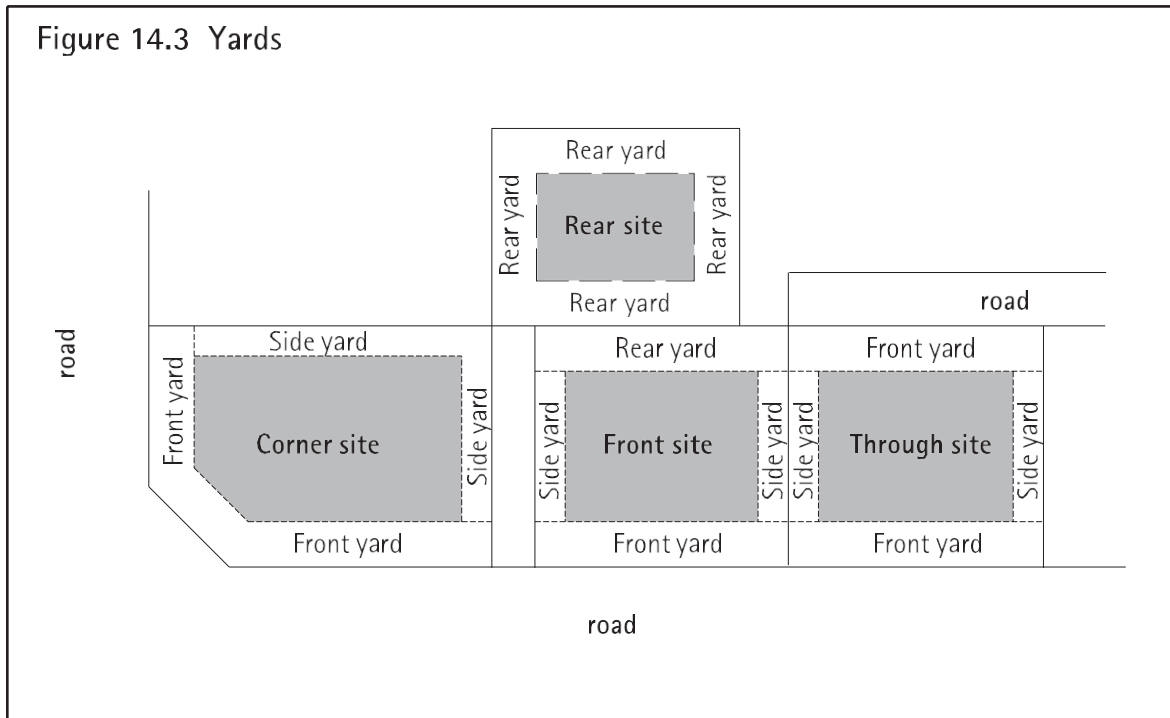 Figure 14.3 Yards
Rear yard
Rear yard
Rear site
Rear yard
Rear yard
road
road
Side yard
Rear yard
Front yard
Front yard
Corner site
Side yard
Side yard
Front site
Side yard
Side yard
Through site
Side yard
Front yard
Front yard
Front yard
road